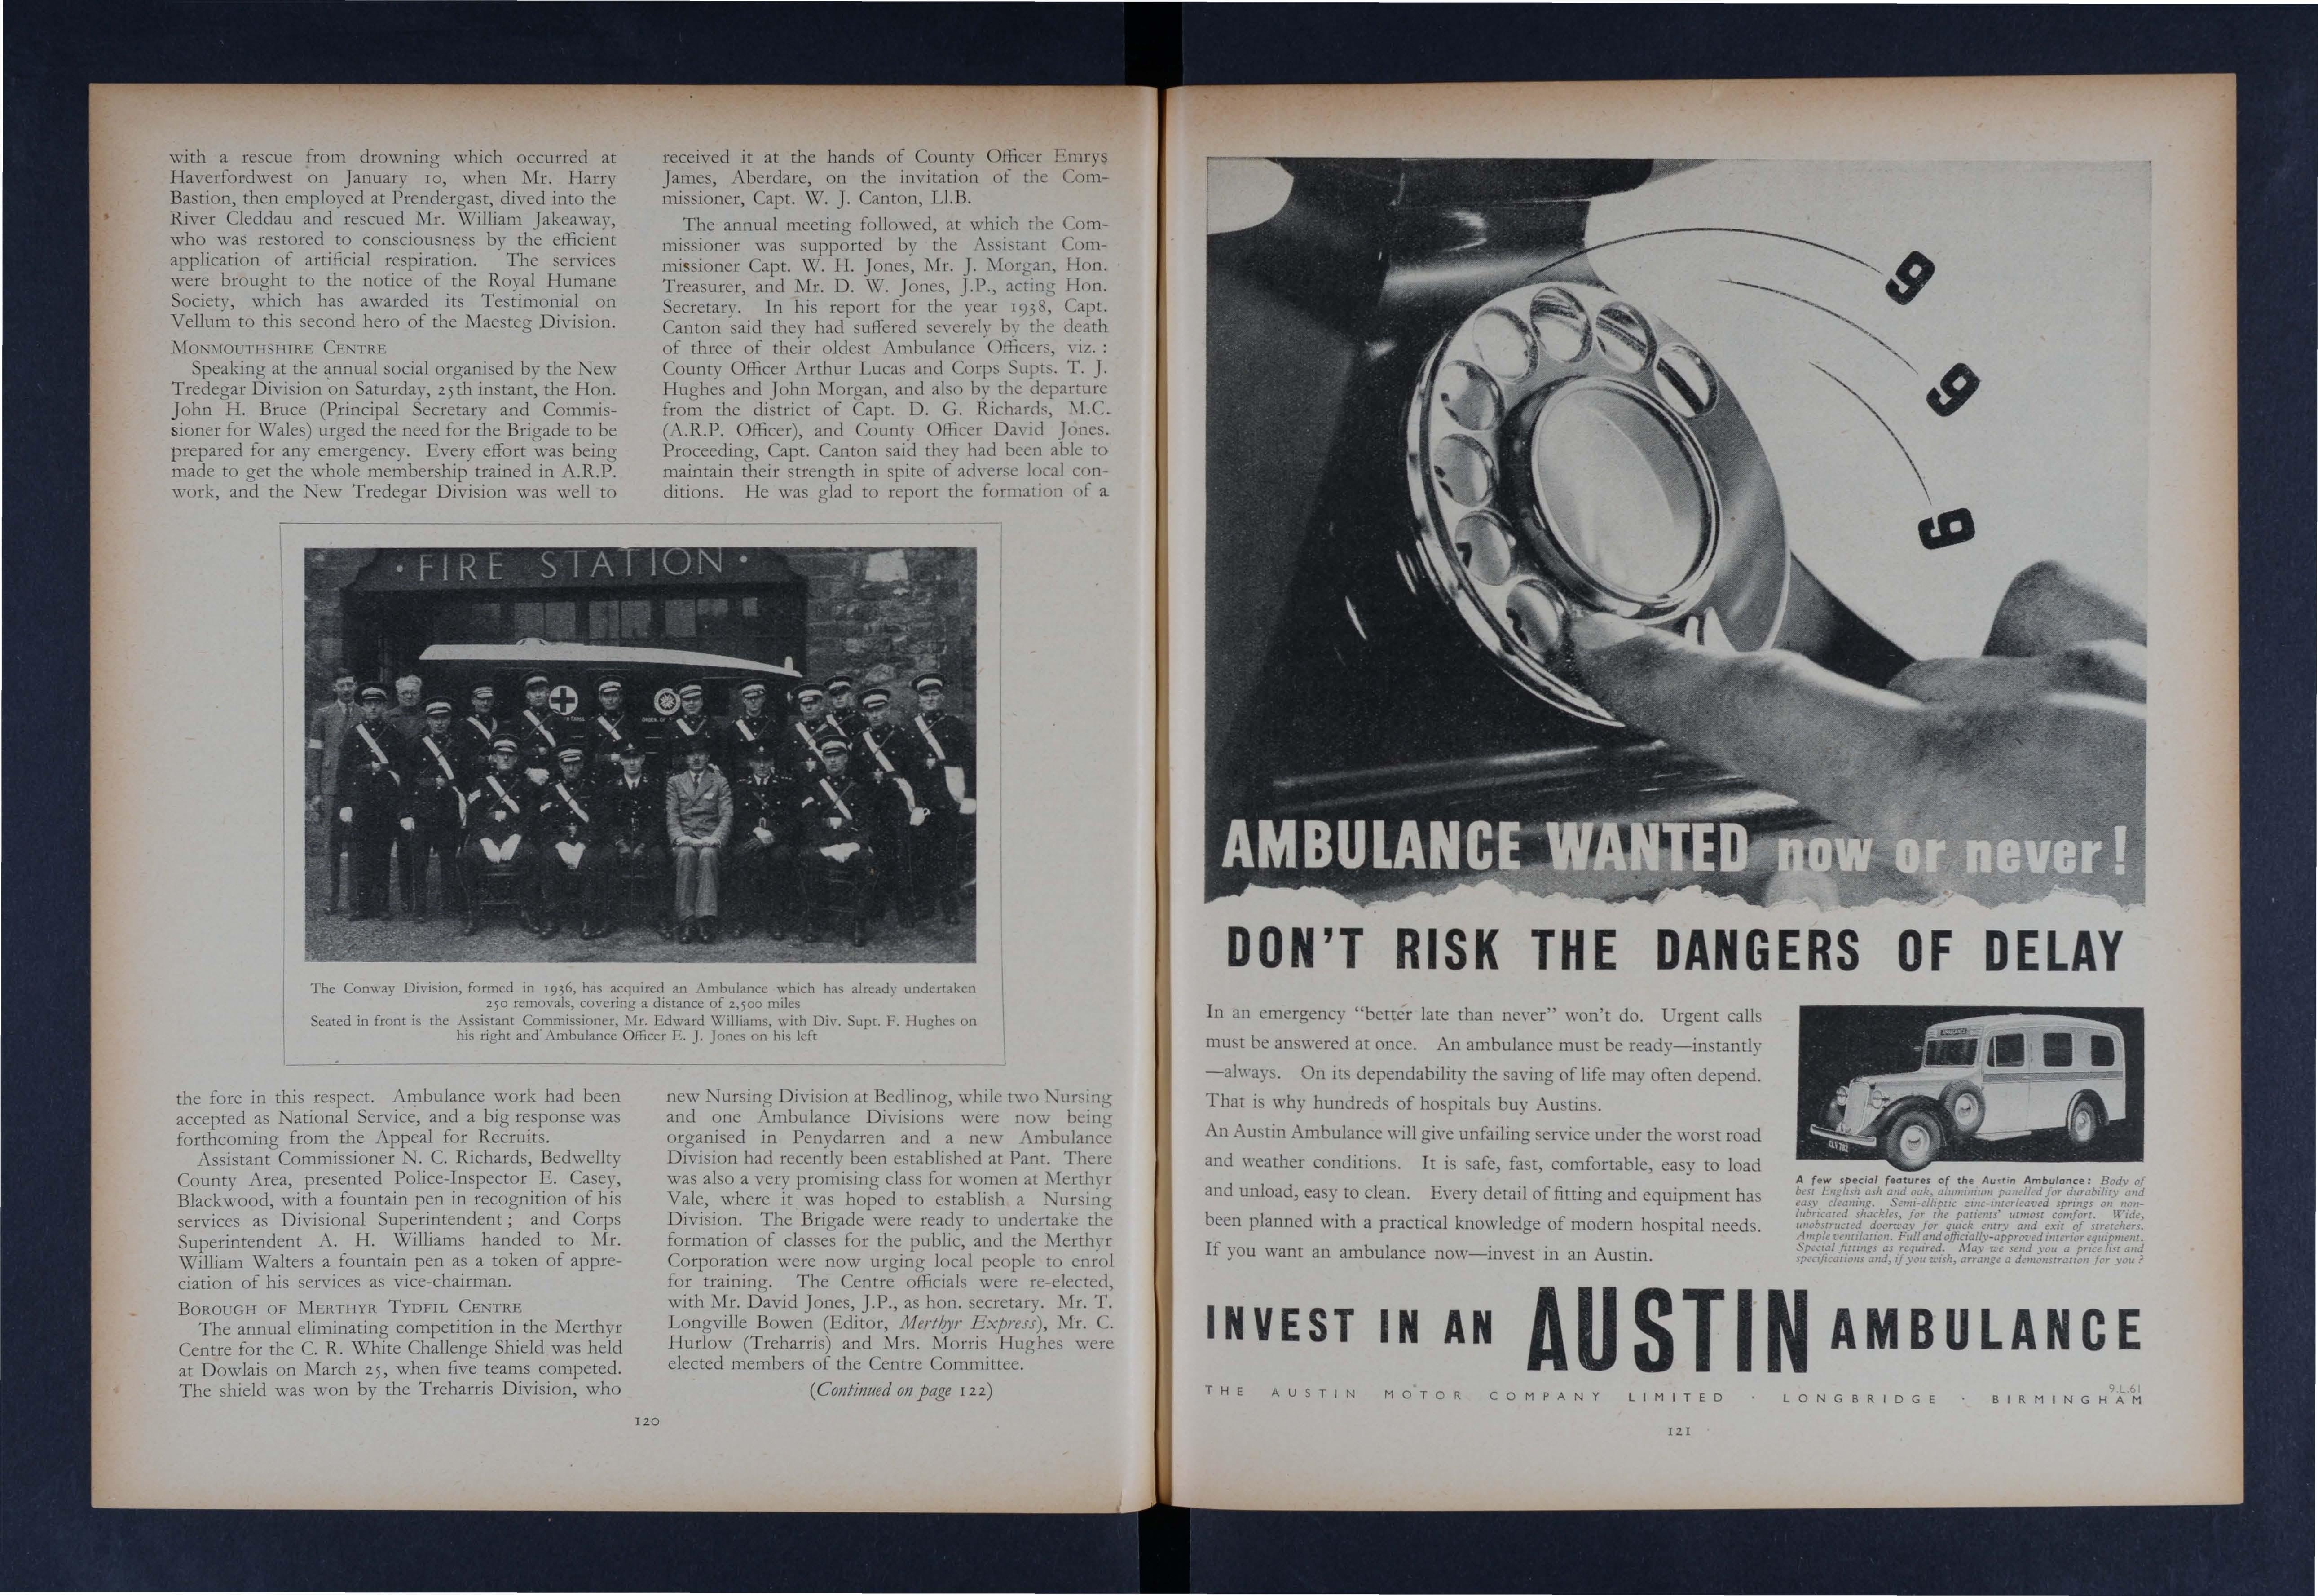 with a rescue from drowning which occurred at
Haverfordwest on January 10, when Mr. Harry
Bastion, then employed at Prendergast, dived into the
River Cleddau and rescued Mr. William Jakeaway,
who was restored to consciousness by the efficient
application of artificial respiration. The services
were brought to the notice of the Royal Humane
Society, which has awarded its Testimonial on
Vellum to this second hero of the Maesteg Division.
MONMOUTHSHIRE CENTRE
Speaking at the annual social organised by the New
Tredegar Division on Saturday, 25th instant, the Hon.
John H. Bruce (Principal Secretary and Commis-
sioner for Wales) urged the need for the Brigade to be
prepared for any emergency. Every effort was being
made to get the whole membership trained in A.R.P.
work, and the New Tredegar Division was well to
received it at the hands of County Officer Emrys
James, Aberdare, on the invitation of the Com-
missioner, Capt. W. J. Canton, Ll.B.
The annual meeting followed, at which the Com-
missioner was supported by the Assistant Com-
missioner Capt. W. H. Jones, Mr. J. Morgan, Hon.
Treasurer, and Mr. D. W. Jones, J.P., acting Hon.
Secretary. In his report for the year 1938, Capt.
Canton said they had suffered severely by the death
of three of their oldest Ambulance Officers, viz. :
County Officer Arthur Lucas and Corps Supts. T. J.
Hughes and John Morgan, and also by the departure
from the district of Capt. D. G. Richards, M.C.
(A.R.P. Officer), and County Officer David Jones.
Proceeding, Capt. Canton said they had been able to
maintain their strength in spite of adverse local con-
ditions. He was glad to report the formation of a
· FIRE STATION ·
The Conway Division, formed in 1936, has acquired an Ambulance which has already undertaken
250 removals, covering a distance of 2,500 miles
Seated in front is the Assistant Commissioner, Mr. Edward Williams, with Div. Supt. F. Hughes on
his right and Ambulance Officer E. J. Jones on his left
the fore in this respect. Ambulance work had been
accepted as National Service, and a big response was
forthcoming from the Appeal for Recruits.
Assistant Commissioner N. C. Richards, Bedwellty
County Area, presented Police-Inspector E. Casey,
Blackwood, with a fountain pen in recognition of his
services as Divisional Superintendent ; and Corps
Superintendent A. H. Williams handed to Mr.
William Walters a fountain pen as a token of appre-
ciation of his services as vice-chairman.
BOROUGH OF MERTHYR TYDFIL CENTRE
The annual eliminating competition in the Merthyr
Centre for the C. R. White Challenge Shield was held
at Dowlais on March 25, when five teams competed.
The shield was won by the Treharris Division, who
new Nursing Division at Bedlinog, while two Nursing
and one Ambulance Divisions were now being
organised in Penydarren and a new Ambulance
Division had recently been established at Pant. There
was also a very promising class for women at Merthyr
Vale, where it was hoped to establish a Nursing
Division. The Brigade were ready to undertake the
formation of classes for the public, and the Merthyr
Corporation were now urging local people to enrol
for training. The Centre officials were re-elected,
with Mr. David Jones, J.P., as hon. secretary. Mr. T.
Longville Bowen (Editor, Merthyr Express), Mr. C.
Hurlow (Treharris) and Mrs. Morris Hughes were
elected members of the Centre Committee.
(Continued on page 122)
120
9
9
9
AMBULANCE WANTED now or never!
DON'T RISK THE DANGERS OF DELAY
In an emergency “better late than never” won't do. Urgent calls
must be answered at once. An ambulance must be ready—instantly
—always. On its dependability the saving of life may often depend.
That is why hundreds of hospitals buy Austins.
An Austin Ambulance will give unfailing service under the worst road
and weather conditions. It is safe, fast, comfortable, easy to load
and unload, easy to clean. Every detail of fitting and equipment has
been planned with a practical knowledge of modern hospital needs.
If you want an ambulance now—invest in an Austin.
A few special features of the Austin Ambulance: Body of
best English ash and oak, aluminium panelled for durability and
easy cleaning. Semi-elliptic zinc-interleaved springs on non-
lubricated shackles, for the patients' utmost comfort. Wide,
unobstructed doorway for quick entry and exit of stretchers.
Ample ventilation. Full and officially-approved interior equipment.
Special fittings as required. May we send you a price list and
specifications and, if you wish, arrange a demonstration for you ?
INVEST IN AN AUSTIN AMBULANCE
9.L.61
THE AUSTIN MOTOR COMPANY LIMITED · LONGBRIDGE · BIRMINGHAM
121